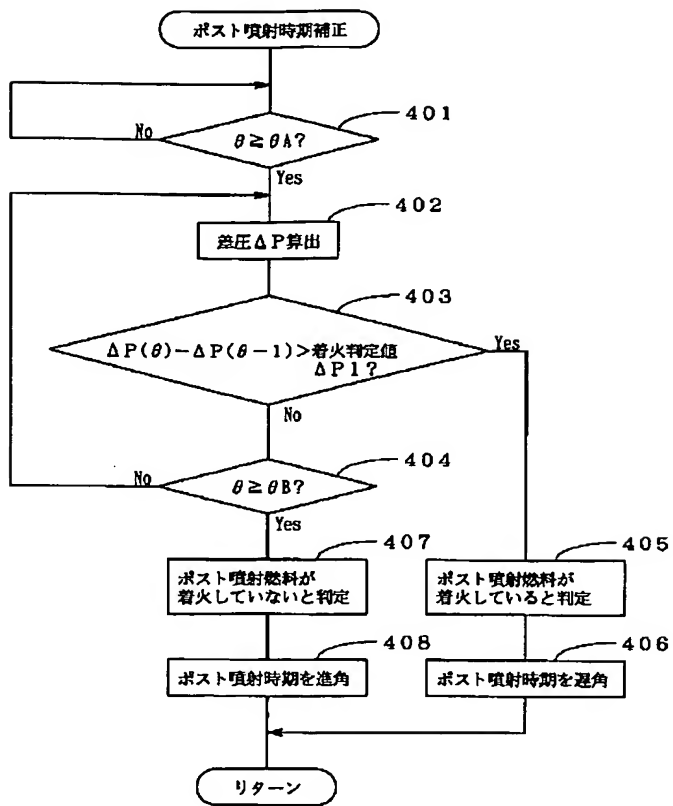 ポスト噴射時期補正
401
No
θ≧θA?
Yes
402
差圧ΔP算出
403
ΔP(θ)-ΔP(θ-1)>着火判定値
ΔP1?
Yes
No
404
No
θ≧θB?
Yes
407
ポスト噴射燃料が
着火していないと判定
405
ポスト噴射燃料が
着火していると判定
408
ポスト噴射時期を進角
406
ポスト噴射時期を遅角
リターン